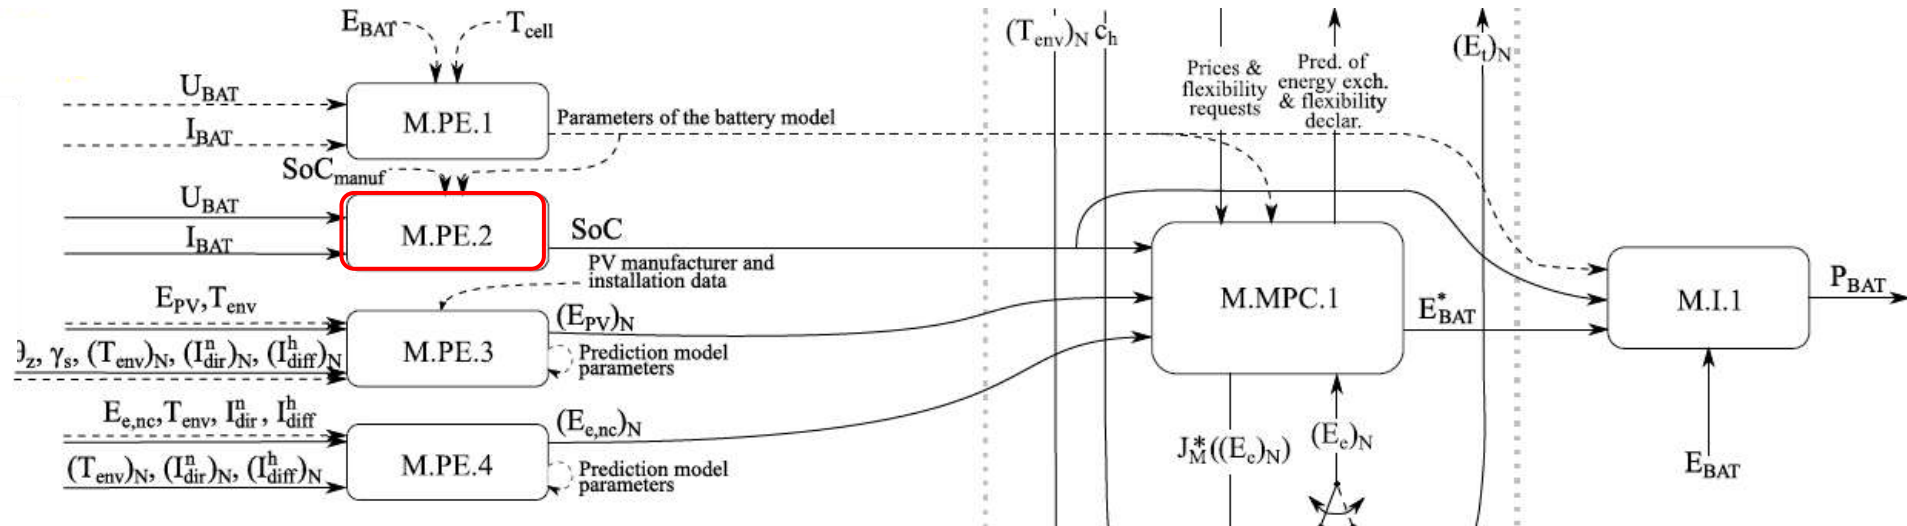 E_BAT
T_cell
(T_env)_N
c_h
(E_t)_N
U_BAT
I_BAT
M.PE.1
Parameters of the battery model
Prices &
flexibility
requests
Pred. of
energy exch.
& flexibility
declar.
SoC_manuf
U_BAT
I_BAT
M.PE.2
SoC
PV manufacturer and
installation data
E_PV,T_env
θ_z, γ_s, (T_env)_N, (I^n_dir)_N, (I^h_diff)_N
M.PE.3
(E_PV)_N
Prediction model
parameters
M.MPC.1
E^*_BAT
M.I.1
P_BAT
E_e,nc,T_env, I^n_dir, I^h_diff
(T_env)_N, (I^n_dir)_N, (I^h_diff)_N
M.PE.4
(E_e,nc)_N
Prediction model
parameters
J^*_M((E_e)_N)
(E_e)_N
E_BAT